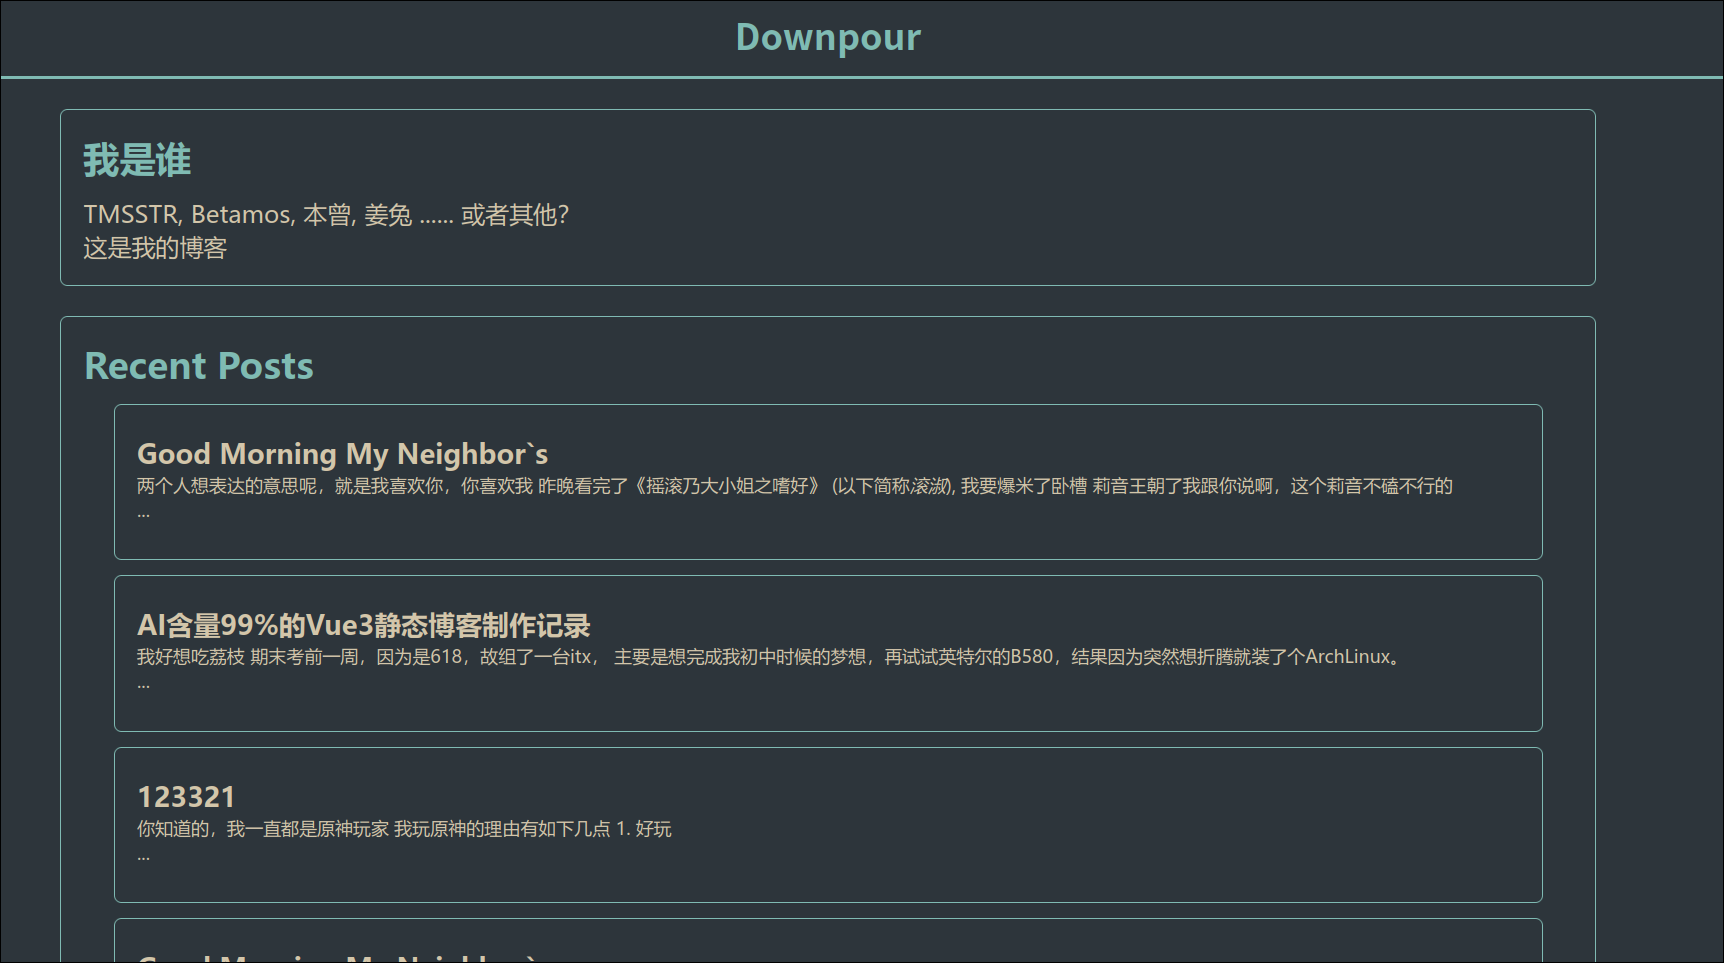 Downpour
我是谁
TMSSTR, Betamos, 本曾, 姜兔 ...... 或者其他?
这是我的博客
Recent Posts
Good Morning My Neighbor`s
两个人想表达的意思呢，就是我喜欢你，你喜欢我 昨晚看完了《摇滚乃大小姐之嗜好》 (以下简称滚淑), 我要爆米了卧槽 莉音王朝了我跟你说啊，这个莉音不磕不行的
...
AI含量99%的Vue3静态博客制作记录
我好想吃荔枝 期末考前一周，因为是618，故组了一台itx， 主要是想完成我初中时候的梦想，再试试英特尔的B580，结果因为突然想折腾就装了个ArchLinux。
...
123321
你知道的，我一直都是原神玩家 我玩原神的理由有如下几点 1. 好玩
...
Good Morning My Neighbor`